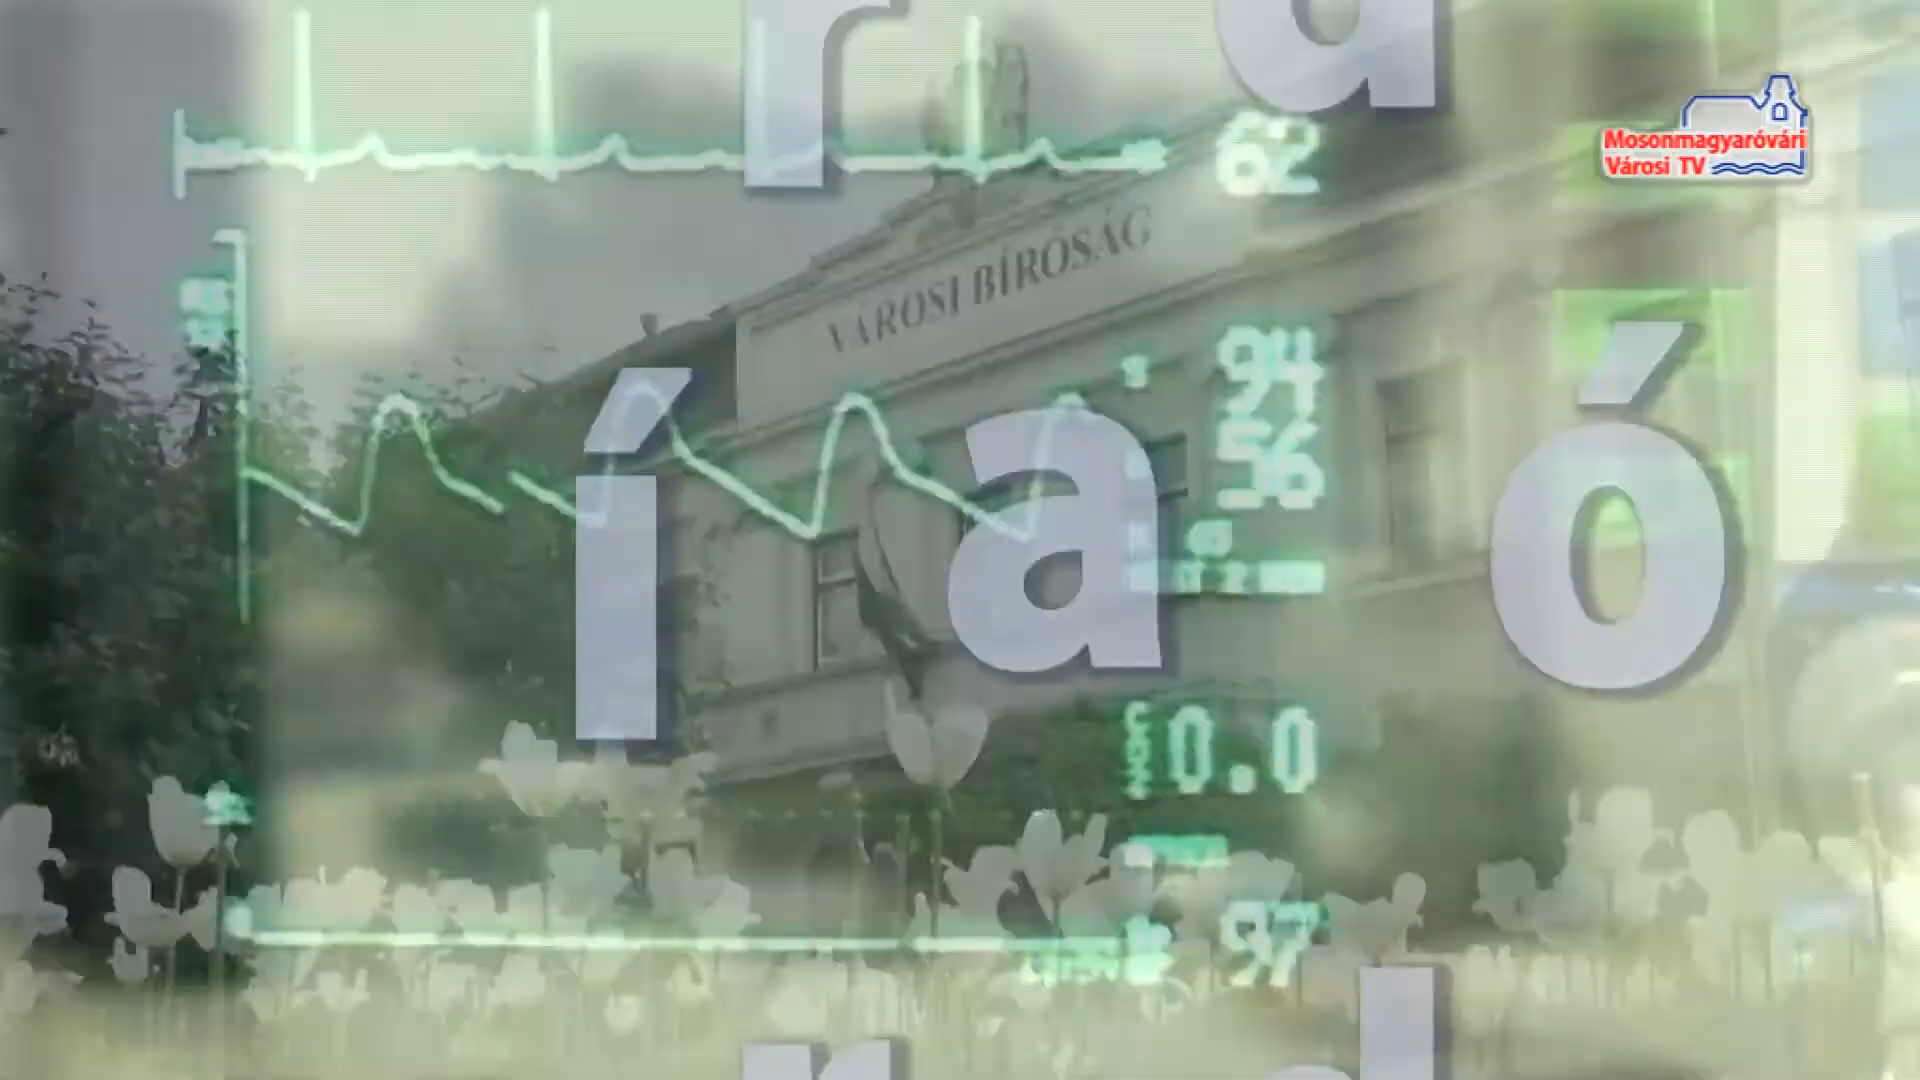 r a
62
Mosonmagyaróvári
Városi TV
VÁROSI BÍRÓSÁG
94
56
í a ó
0.0
97
r d